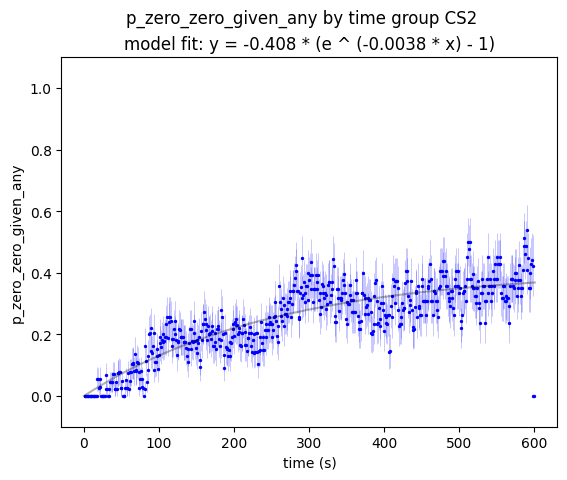 p_zero_zero_given_any by time group CS2
model fit: y = -0.408 * (e ^ (-0.0038 * x) - 1)
1.0
0.8
0.6
0.4
0.2
0.0
p_zero_zero_given_any
0 100 200 300 400 500 600
time (s)